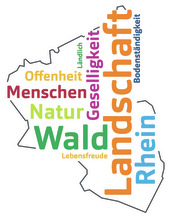 Offenheit
Menschen
Natur
Wald
Lebensfreude
Ländlich
Geselligkeit
Landschaft
Bodenständigkeit
Rhein